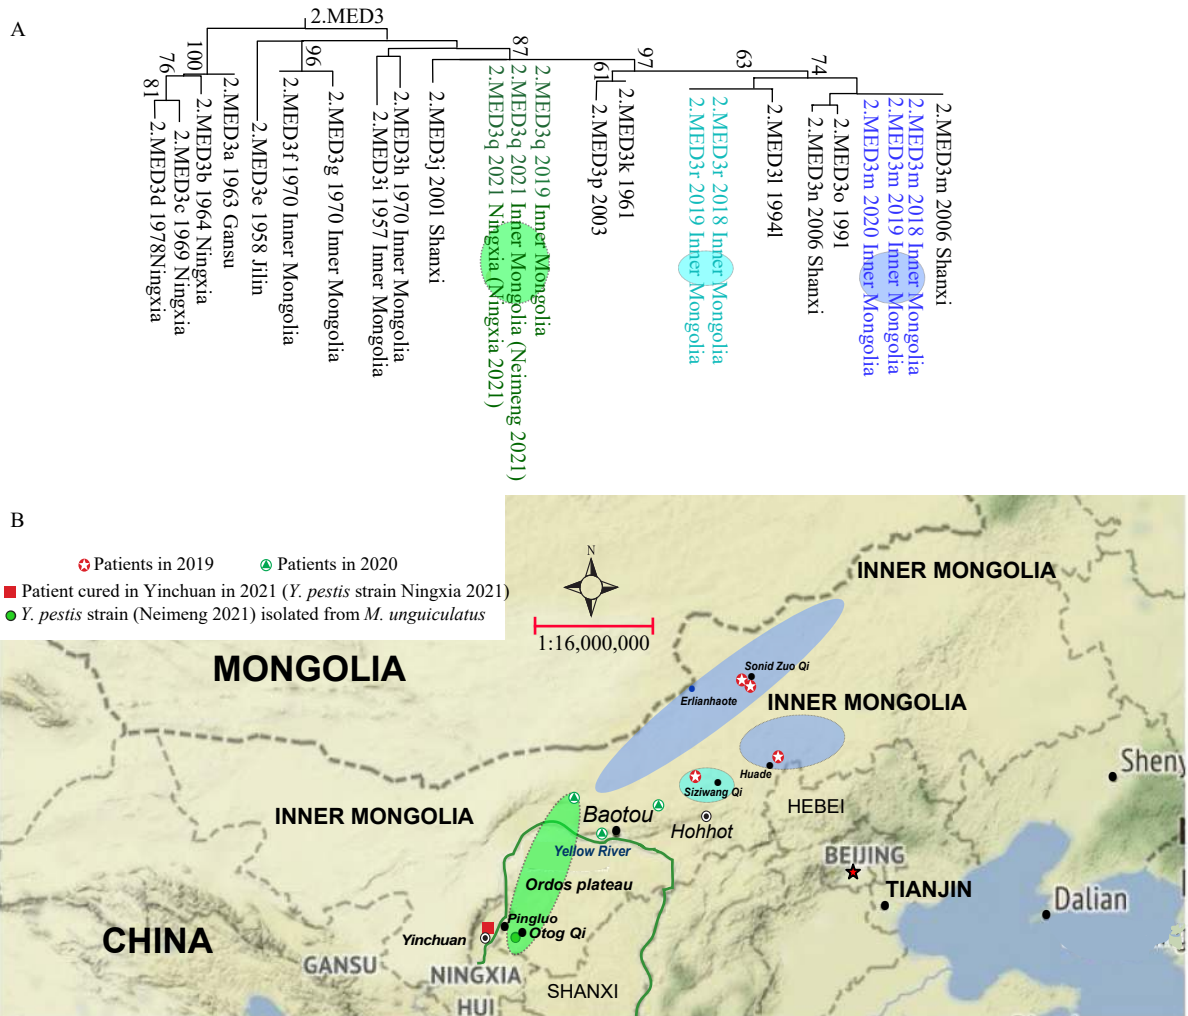 A
2.MED3
81
76
100
96
87
61
97
63
74
2.MED3d 1978Ningxia
2.MED3c 1969 Ningxia
2.MED3b 1964 Ningxia
2.MED3a 1963 Gansu
2.MED3e 1958 Jilin
2.MED3f 1970 Inner Mongolia
2.MED3g 1970 Inner Mongolia
2.MED3i 1957 Inner Mongolia
2.MED3h 1970 Inner Mongolia
2.MED3j 2001 Shanxi
2.MED3q 2021 Ningxia (Ningxia 2021)
2.MED3q 2021 Inner Mongolia (Neimeng 2021)
2.MED3q 2019 Inner Mongolia
2.MED3p 2003
2.MED3k 1961
2.MED3r 2019 Inner Mongolia
2.MED3r 2018 Inner Mongolia
2.MED3l 1994l
2.MED3n 2006 Shanxi
2.MED3o 1991
2.MED3m 2020 Inner Mongolia
2.MED3m 2019 Inner Mongolia
2.MED3m 2018 Inner Mongolia
2.MED3m 2006 Shanxi
B
Patients in 2019
Patients in 2020
Patient cured in Yinchuan in 2021 (Y. pestis strain Ningxia 2021)
Y. pestis strain (Neimeng 2021) isolated from M. unguiculatus
N
1:16,000,000
INNER MONGOLIA
MONGOLIA
Sonid Zuo Qi
Erlianhaote
INNER MONGOLIA
Huade
Siziwang Qi
Sheny
HEBEI
INNER MONGOLIA
Baotou
Hohhot
Yellow River
BEIJING
Ordos plateau
TIANJIN
Dalian
Pingluo
Otog Qi
Yinchuan
CHINA
GANSU
NINGXIA
HUI
SHANXI